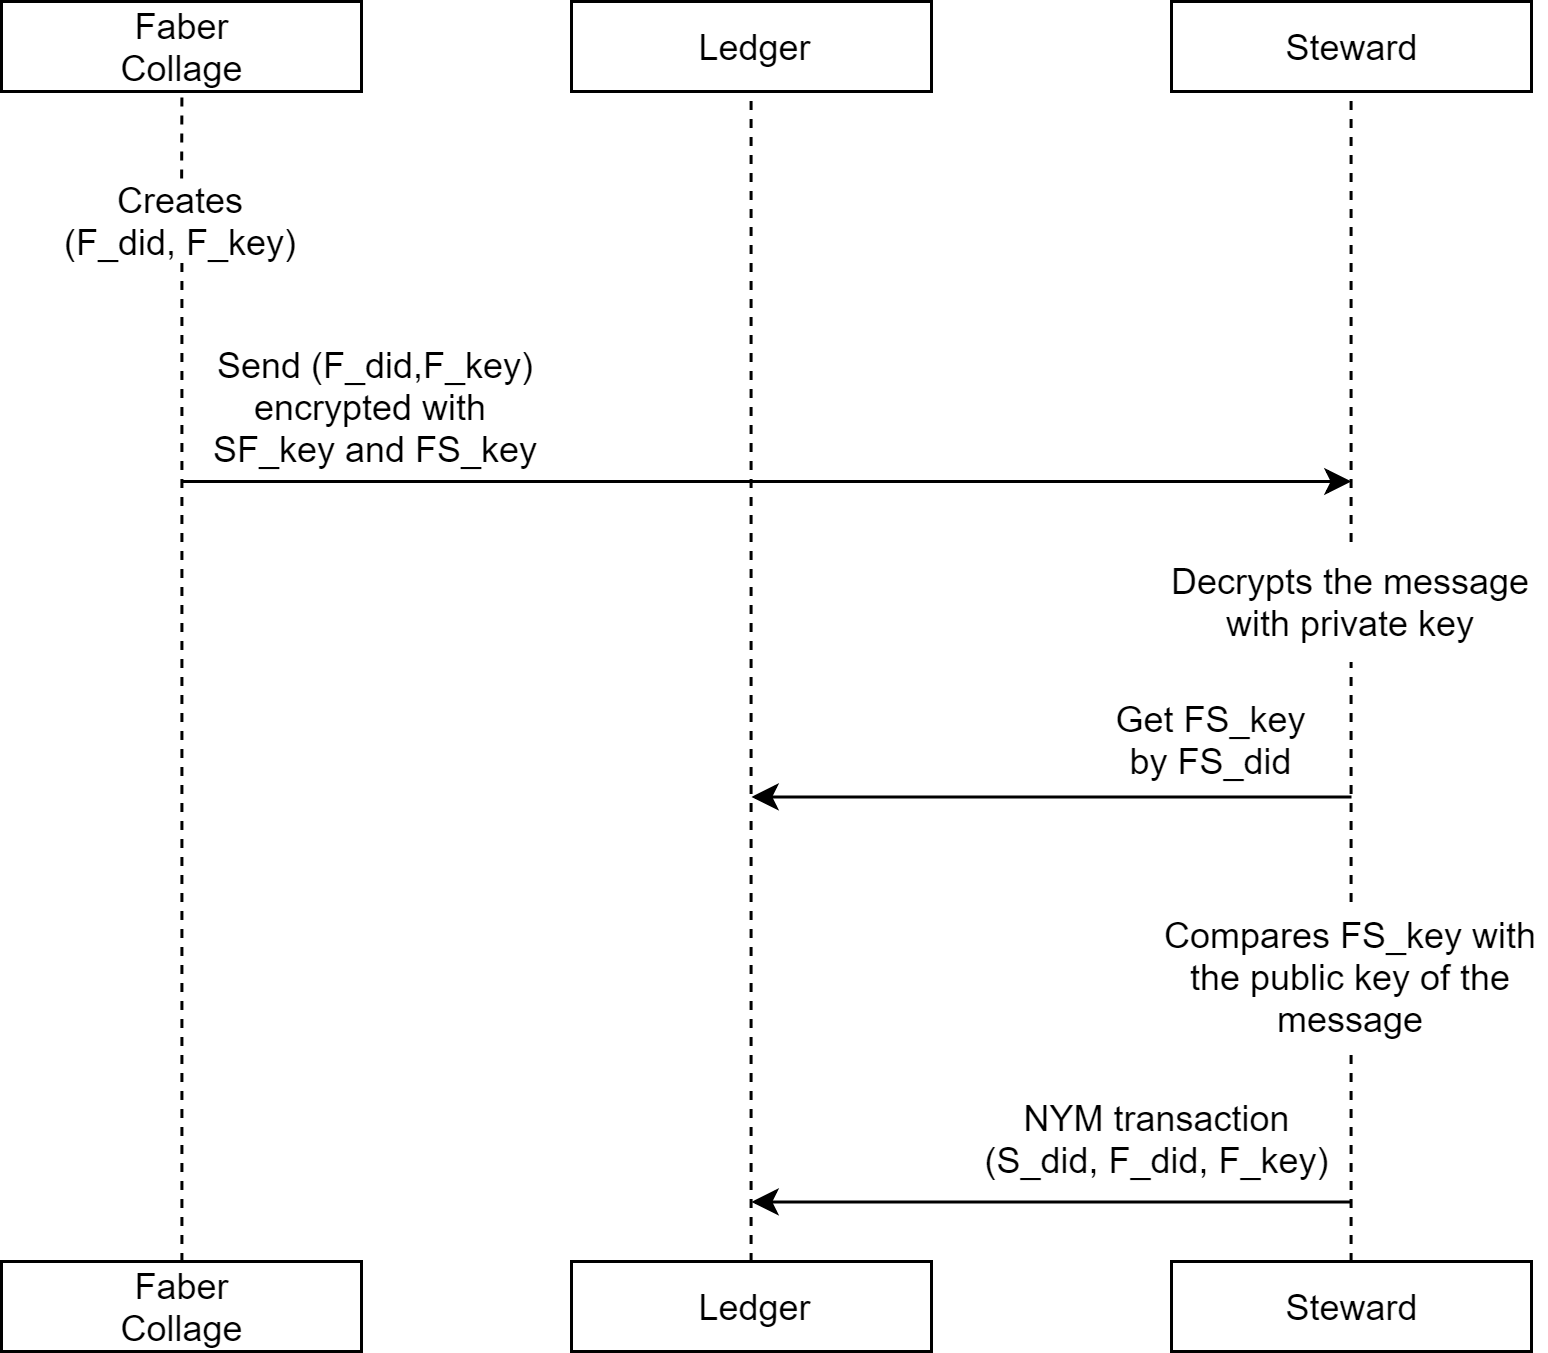 Faber
Collage
Ledger
Steward
Creates
(F_did, F_key)
Send (F_did,F_key)
encrypted with
SF_key and FS_key
Decrypts the message
with private key
Get FS_key
by FS_did
Compares FS_key with
the public key of the
message
NYM transaction
(S_did, F_did, F_key)
Faber
Collage
Ledger
Steward